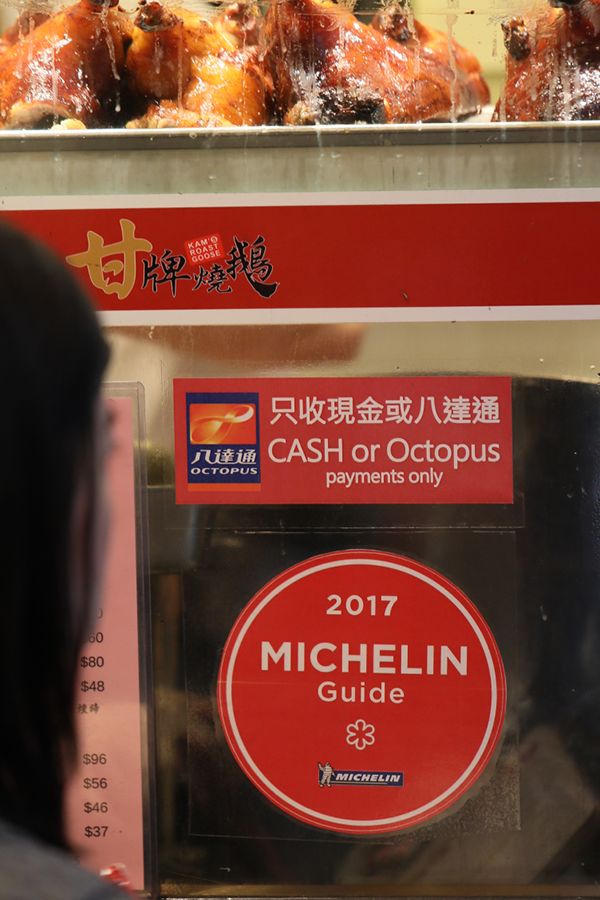 甘牌燒鵝
KAM'S
ROAST
GOOSE
八達通
OCTOPUS
只收現金或八達通
CASH or Octopus
payments only
2017
MICHELIN
Guide
MICHELIN
$80
$48
$96
$56
$46
$37